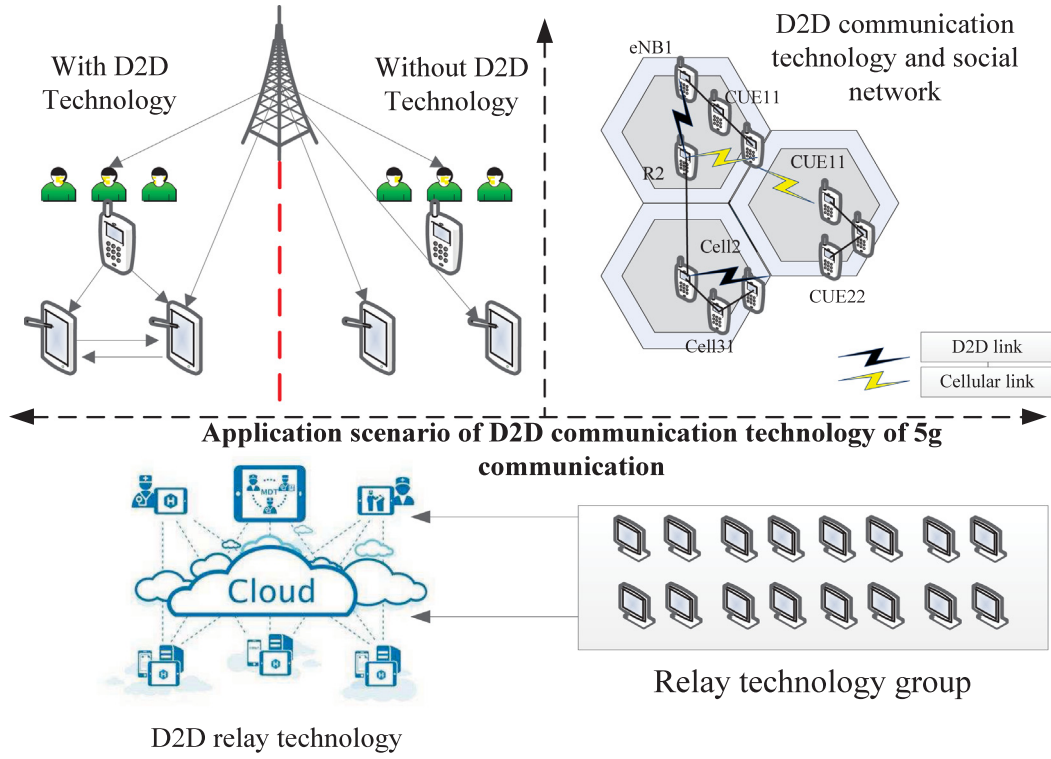 With D2D
Technology
Without D2D
Technology
D2D communication
technology and social
network
eNB1
CUE11
R2
CUE11
Cell2
CUE22
Cell31
D2D link
Cellular link
Application scenario of D2D communication technology of 5g
communication
MDT
Cloud
H
H
H
H
Relay technology group
D2D relay technology